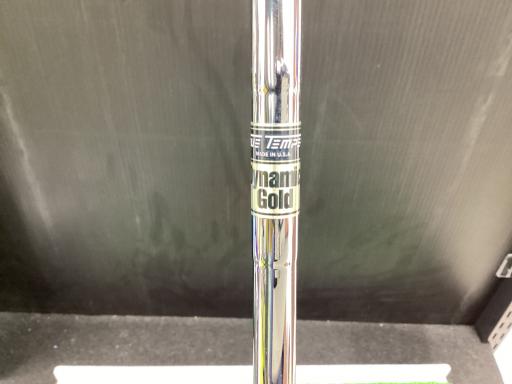 UE TEMPE
MADE IN U.S.A
ynamic
Gold